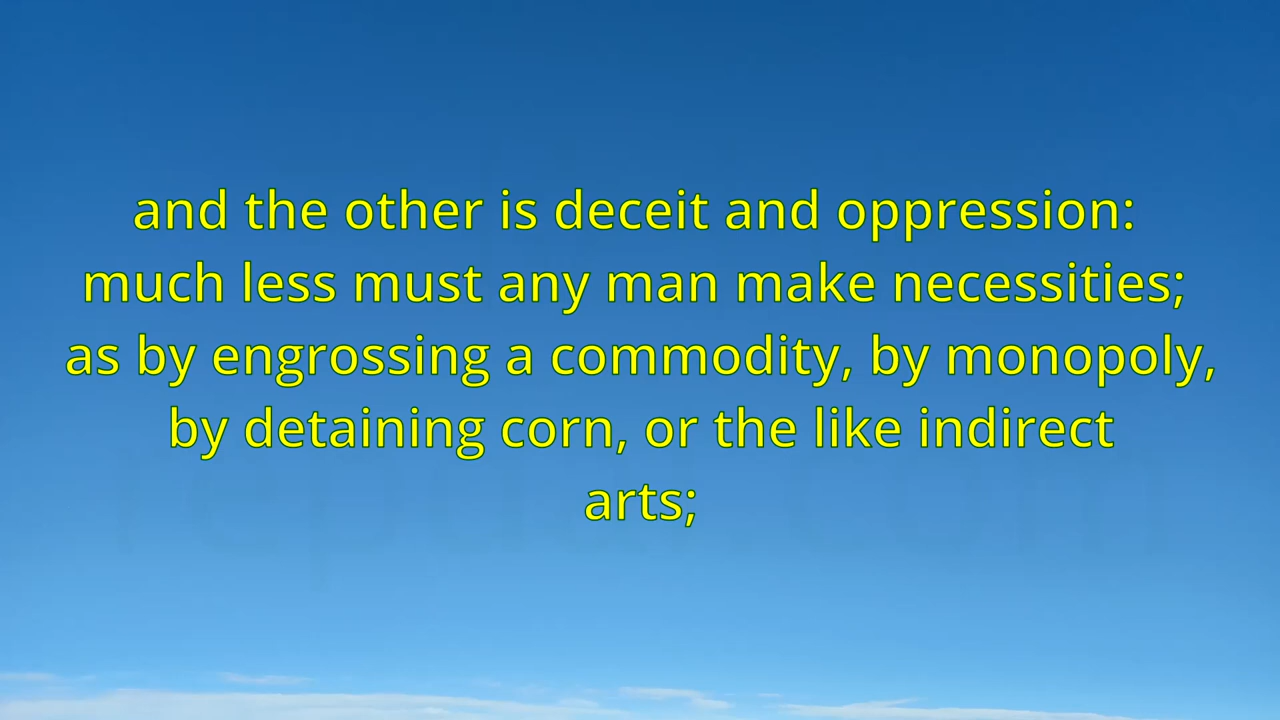 and the other is deceit and oppression:
much less must any man make necessities;
as by engrossing a commodity, by monopoly,
by detaining corn, or the like indirect
arts;